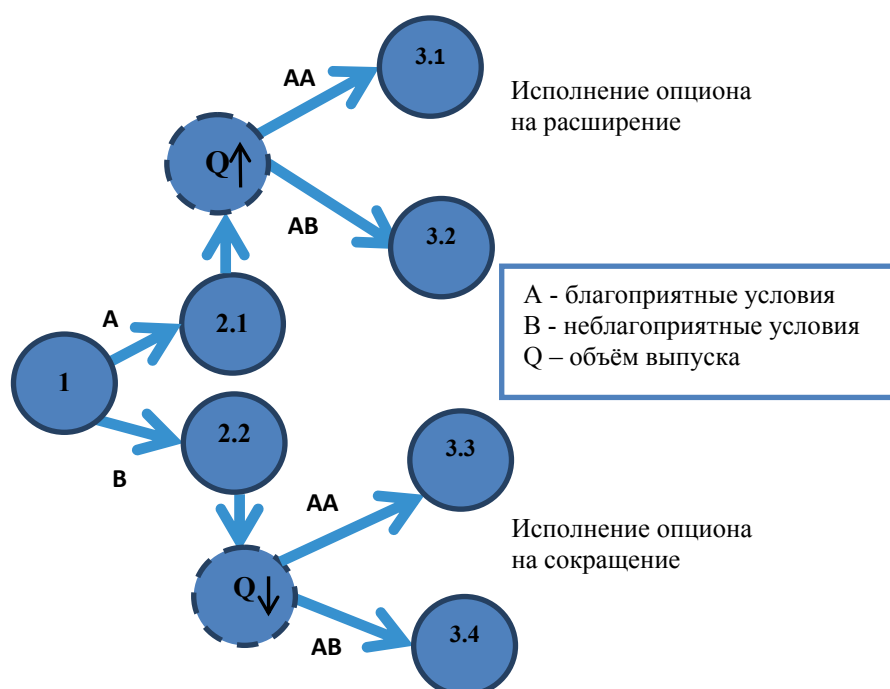 3.1
AA
Исполнение опциона
на расширение
Q↑
AB
3.2
A - благоприятные условия
B - неблагоприятные условия
Q – объём выпуска
A
2.1
1
2.2
B
3.3
AA
Исполнение опциона
на сокращение
Q↓
AB
3.4